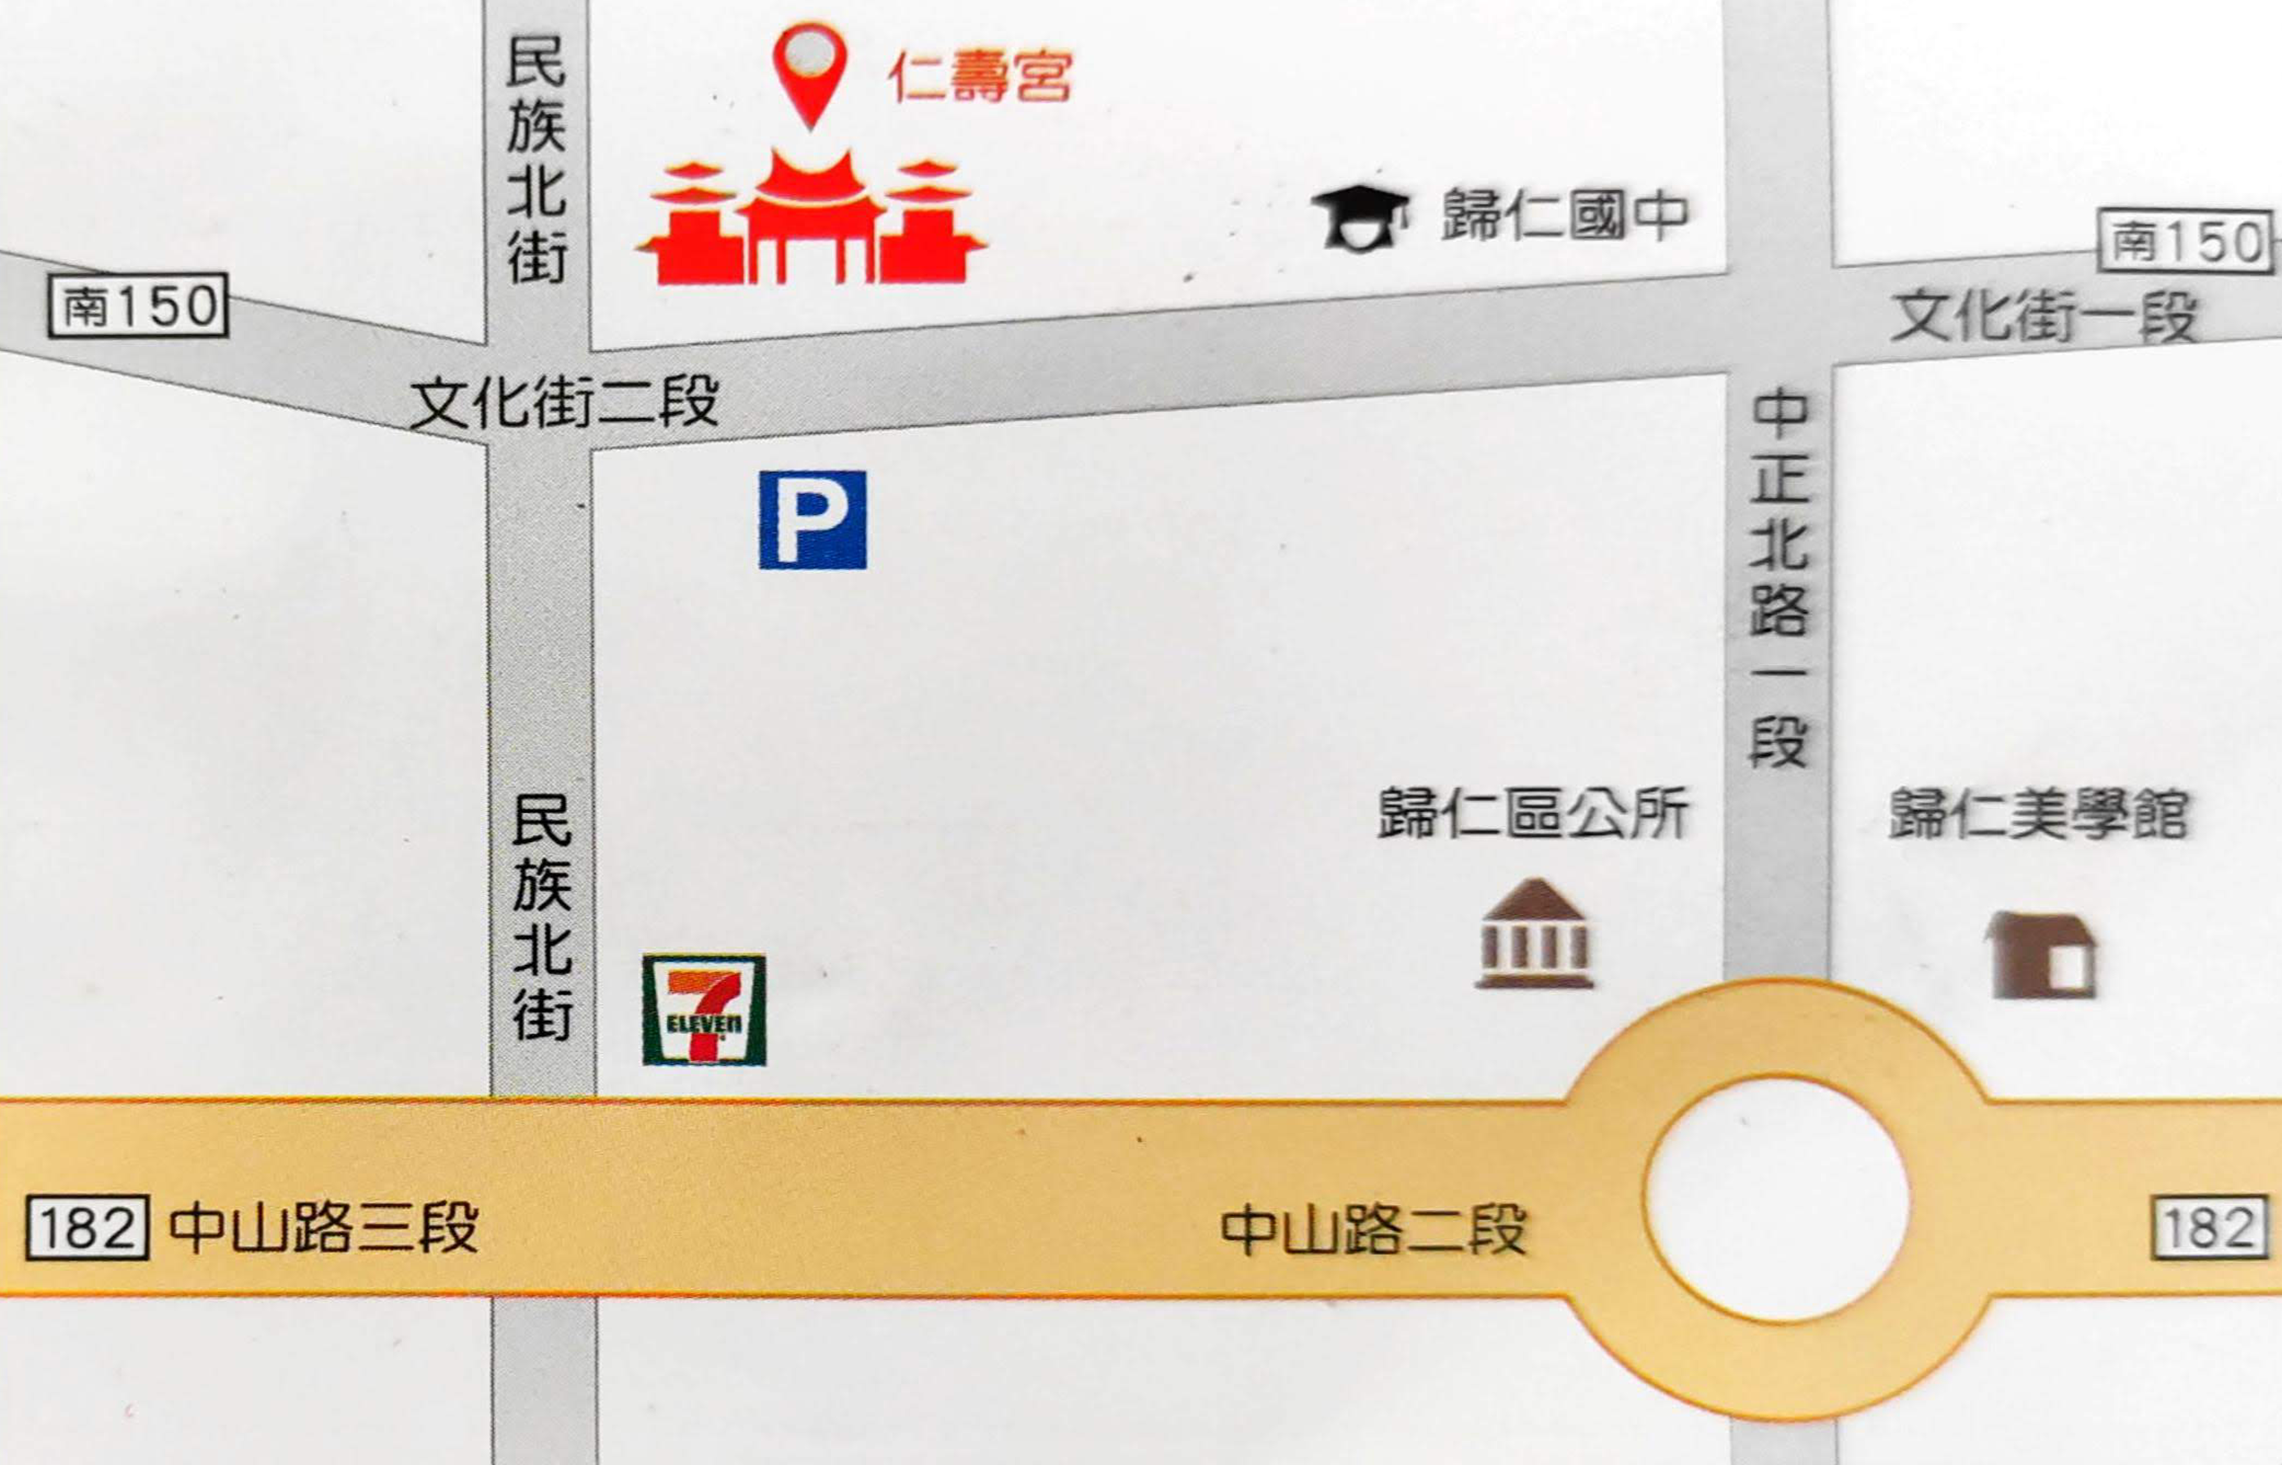 民族北街
仁壽宮
歸仁國中
南150
南150
文化街一段
文化街二段
P
中正北路一段
歸仁區公所
歸仁美學館
民族北街
7
ELEVEn
182
中山路三段
中山路二段
182